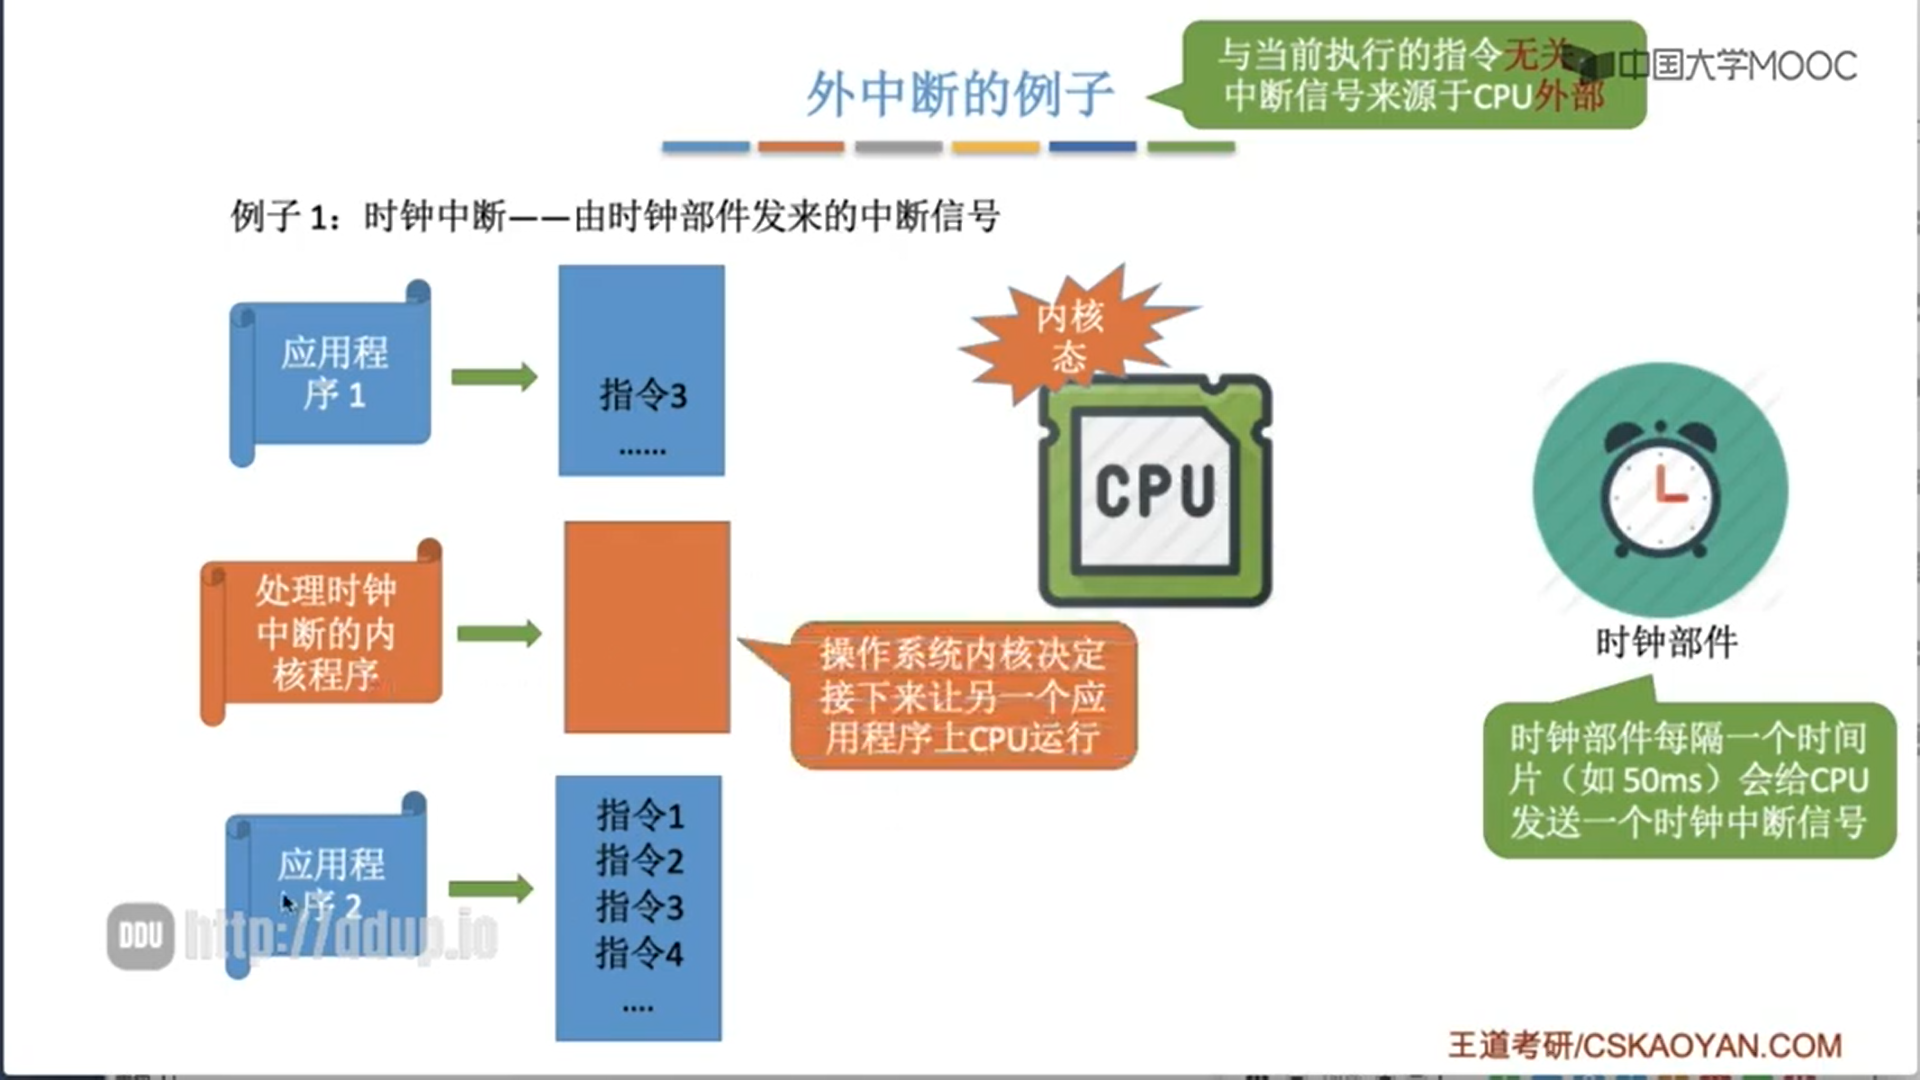 与当前执行的指令无关
中断信号来源于CPU外部
中国大学MOOC
外中断的例子
例子 1：时钟中断——由时钟部件发来的中断信号
应用程
序 1
指令3
......
内核
态
CPU
处理时钟
中断的内
核程序
操作系统内核决定
接下来让另一个应
用程序上CPU运行
时钟部件
时钟部件每隔一个时间
片（如 50ms）会给CPU
发送一个时钟中断信号
应用程
序 2
指令1
指令2
指令3
指令4
....
DDU http://ddup.io
王道考研/CSKAOYAN.COM